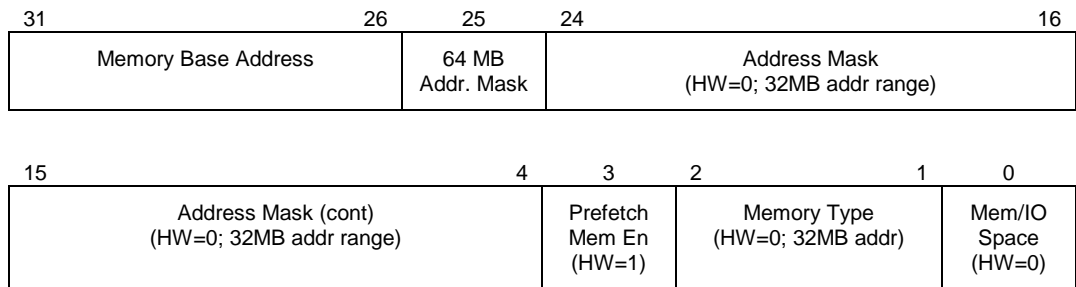 31 26 25 24 16
Memory Base Address 64 MB Address Mask
Addr. Mask (HW=0; 32MB addr range)
15 4 3 2 1 0
Address Mask (cont) Prefetch Memory Type Mem/IO
(HW=0; 32MB addr range) Mem En (HW=0; 32MB addr) Space
(HW=1) (HW=0)